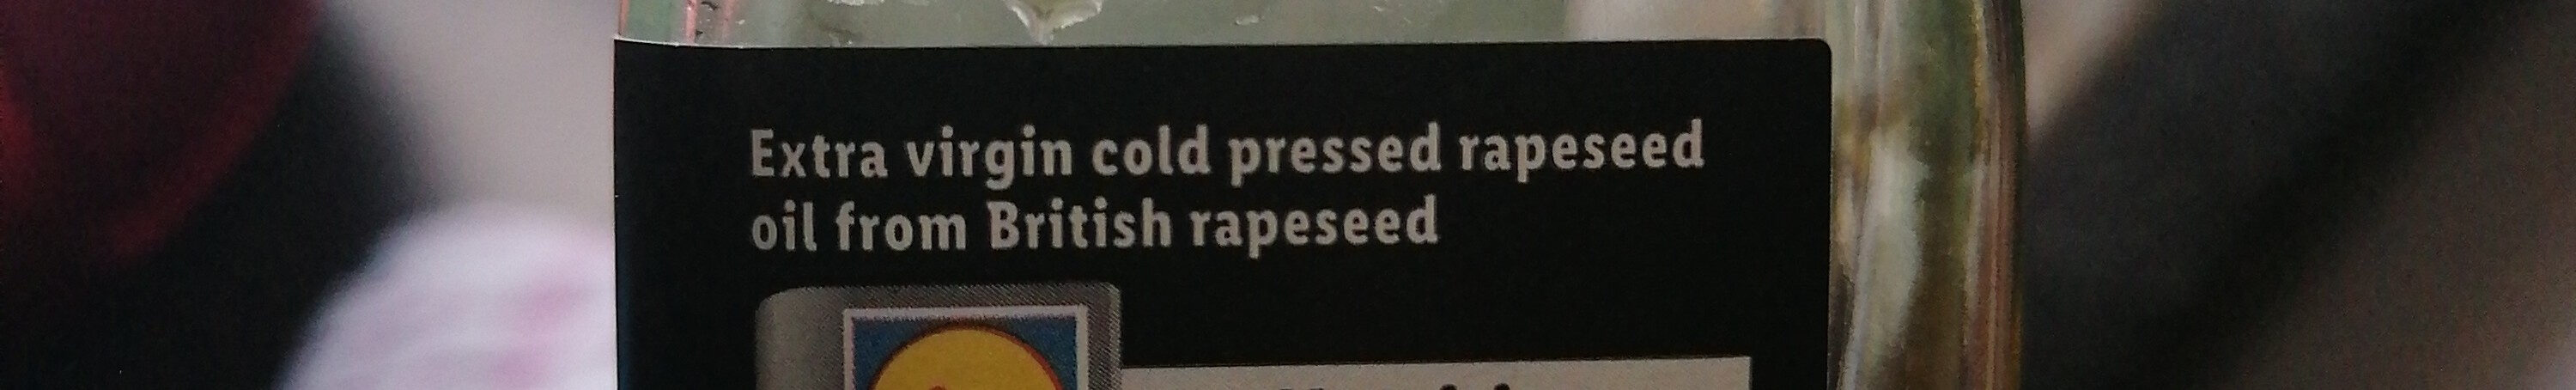 Extra virgin cold pressed rapeseed
oil from British rapeseed